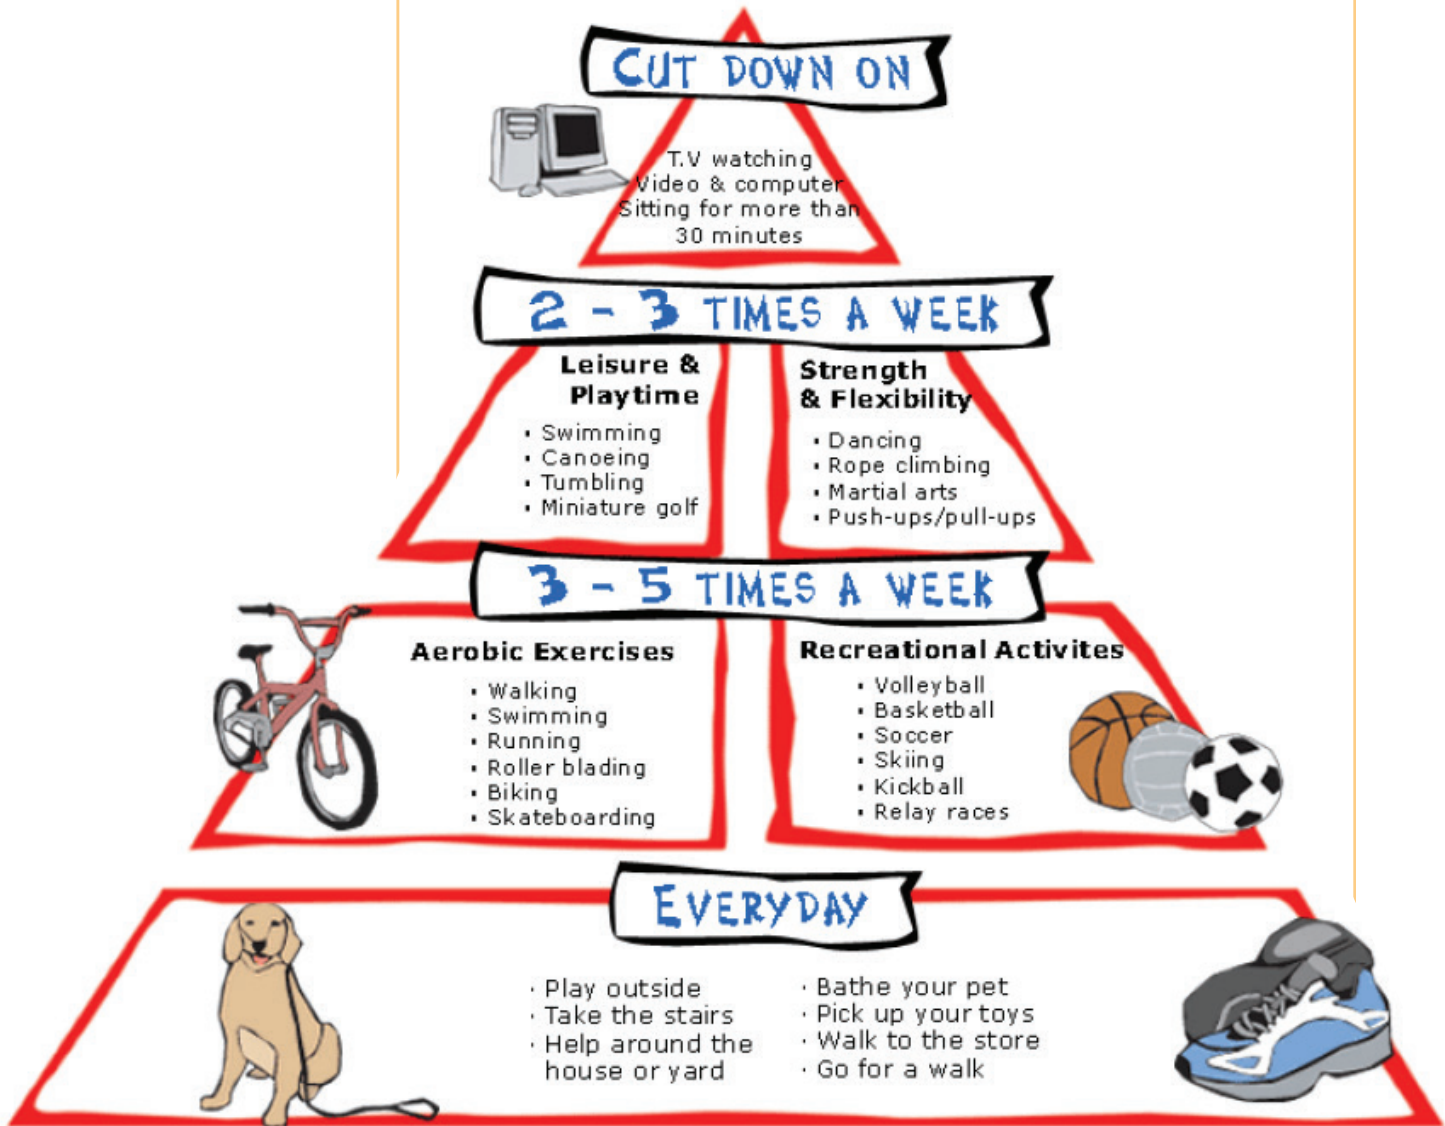 CUT DOWN ON
T.V watching
Video & computer
Sitting for more than
30 minutes
2 - 3 TIMES A WEEK
Leisure &
Playtime
▪ Swimming
▪ Canoeing
▪ Tumbling
▪ Miniature golf
Strength
& Flexibility
▪ Dancing
▪ Rope climbing
▪ Martial arts
▪ Push-ups/pull-ups
3 - 5 TIMES A WEEK
Aerobic Exercises
▪ Walking
▪ Swimming
▪ Running
▪ Roller blading
▪ Biking
▪ Skateboarding
Recreational Activites
▪ Volleyball
▪ Basketball
▪ Soccer
▪ Skiing
▪ Kickball
▪ Relay races
EVERYDAY
· Play outside
· Take the stairs
· Help around the
house or yard
· Bathe your pet
· Pick up your toys
· Walk to the store
· Go for a walk